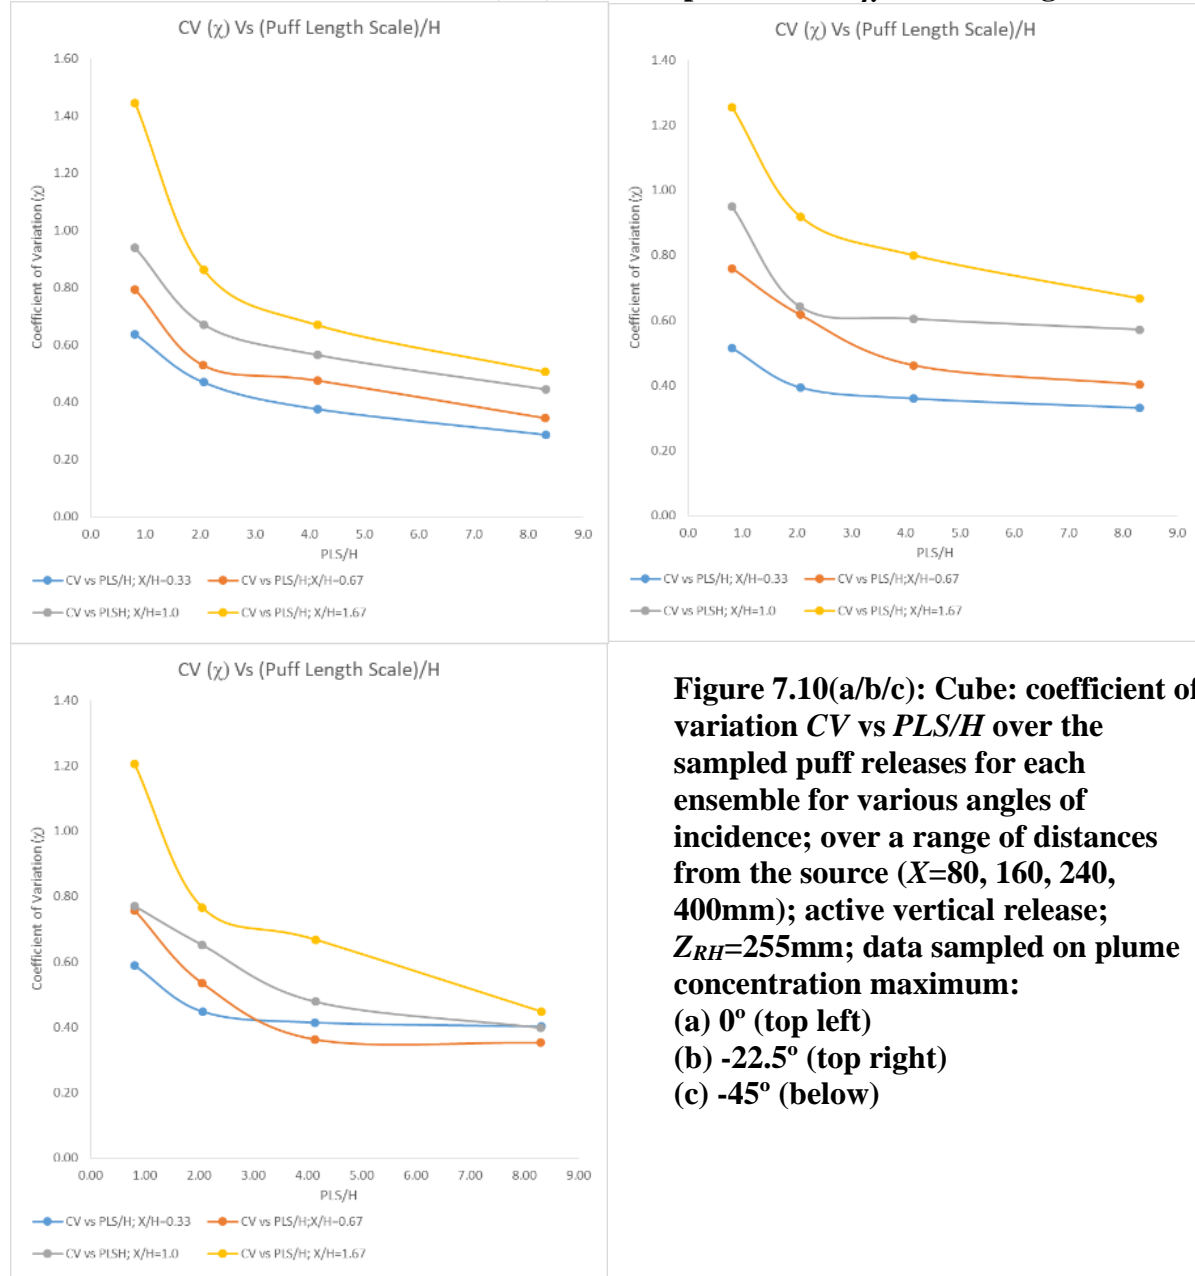 CV (χ) Vs (Puff Length Scale)/H
1.60
1.40
1.20
1.00
0.80
0.60
0.40
0.20
0.00
Coefficient of Variation (χ)
0.0 1.0 2.0 3.0 4.0 5.0 6.0 7.0 8.0 9.0
PLS/H
CV vs PLS/H; X/H=0.33 CV vs PLS/H;X/H=0.67
CV vs PLSH; X/H=1.0 CV vs PLS/H; X/H=1.67
CV (χ) Vs (Puff Length Scale)/H
1.40
1.20
1.00
0.80
0.60
0.40
0.20
0.00
Coefficient of Variation (χ)
0.0 1.0 2.0 3.0 4.0 5.0 6.0 7.0 8.0 9.0
PLS/H
CV vs PLS/H; X/H=0.33 CV vs PLS/H;X/H=0.67
CV vs PLSH; X/H=1.0 CV vs PLS/H; X/H=1.67
CV (χ) Vs (Puff Length Scale)/H
1.40
1.20
1.00
0.80
0.60
0.40
0.20
0.00
Coefficient of Variation (χ)
0.00 1.00 2.00 3.00 4.00 5.00 6.00 7.00 8.00 9.00
PLS/H
CV vs PLS/H; X/H=0.33 CV vs PLS/H;X/H=0.67
CV vs PLSH; X/H=1.0 CV vs PLS/H; X/H=1.67
Figure 7.10(a/b/c): Cube: coefficient of
variation CV vs PLS/H over the
sampled puff releases for each
ensemble for various angles of
incidence; over a range of distances
from the source (X=80, 160, 240,
400mm); active vertical release;
Z_RH=255mm; data sampled on plume
concentration maximum:
(a) 0º (top left)
(b) -22.5º (top right)
(c) -45º (below)